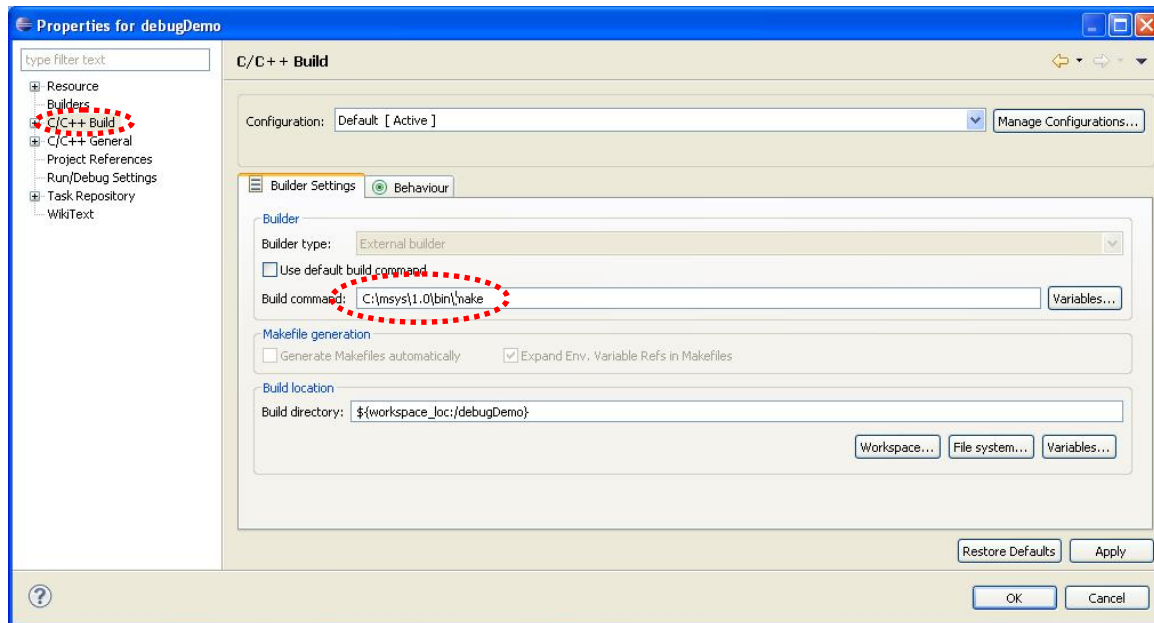 Properties for debugDemo
type filter text
Resource
Builders
C/C++ Build
C/C++ General
Project References
Run/Debug Settings
Task Repository
WikiText
C/C++ Build
Configuration: Default [ Active ] Manage Configurations...
Builder Settings Behaviour
Builder
Builder type: External builder
Use default build command
Build command: C:\msys\1.0\bin\make Variables...
Makefile generation
Generate Makefiles automatically Expand Env. Variable Refs in Makefiles
Build location
Build directory: ${workspace_loc:/debugDemo}
Workspace... File system... Variables...
Restore Defaults Apply
OK Cancel